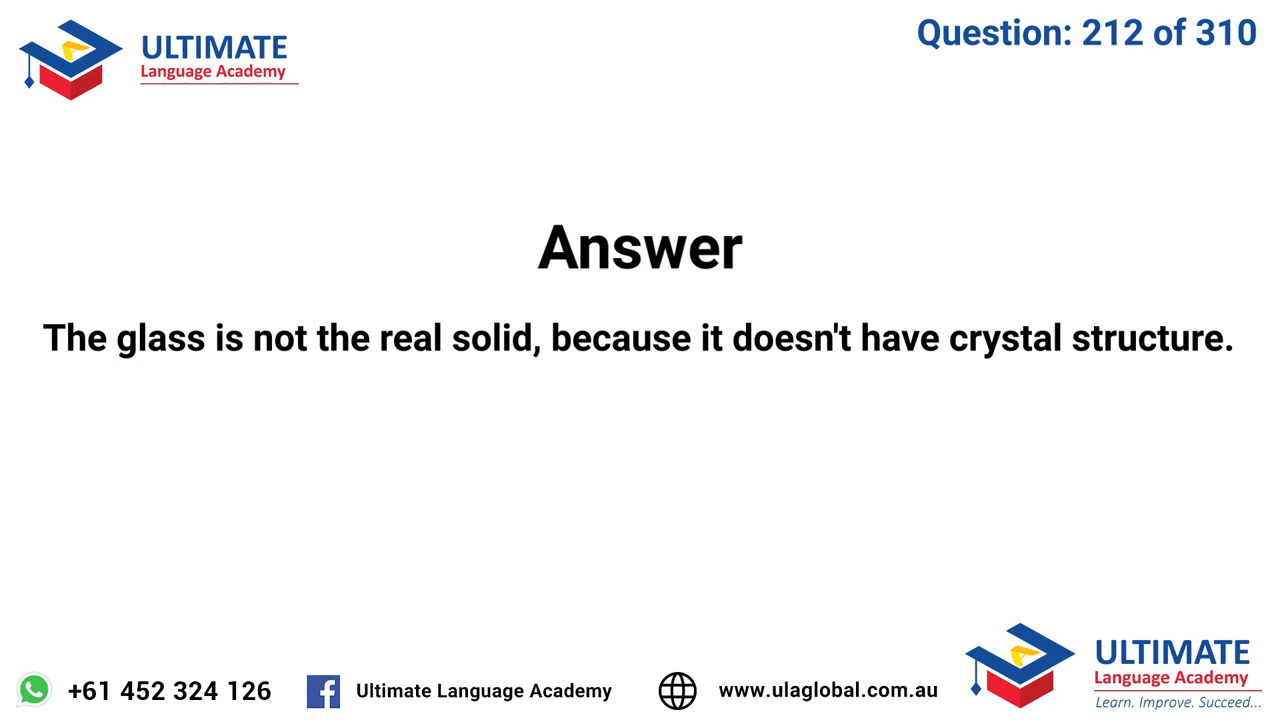 ULTIMATE
Language Academy
Question: 212 of 310
Answer
The glass is not the real solid, because it doesn't have crystal structure.
+61 452 324 126
Ultimate Language Academy
www.ulaglobal.com.au
ULTIMATE
Language Academy
Learn. Improve. Succeed...